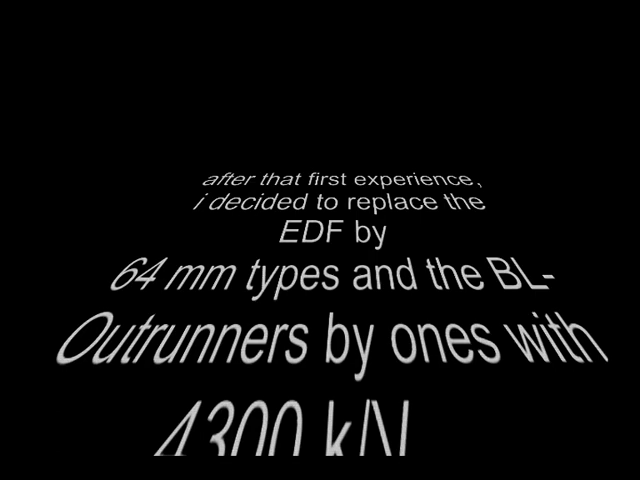 after that first experience,
i decided to replace the
EDF by
64 mm types and the BL-
Outrunners by ones with
4300 k/V